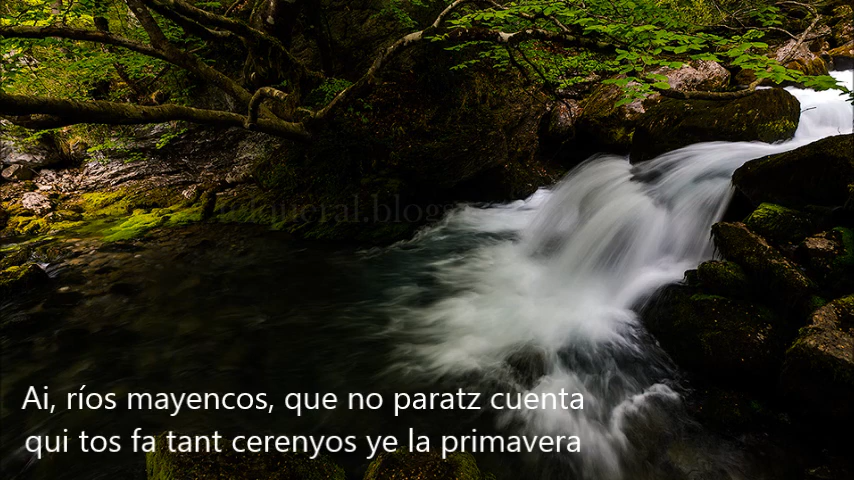 Ai, ríos mayencos, que no paratz cuenta
qui tos fa tant cerenyos ye la primavera